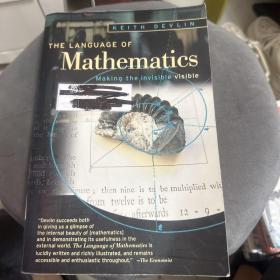 KEITH DEVLIN
THE LANGUAGE OF
Mathematics
Making the invisible visible
then nine is to be multiplied
from twelve is to be
afterwards 12 - 9 -
"Devlin succeeds both
in giving us a glimpse of
the internal beauty of [mathematics]
and in demonstrating its usefulness in the
external world. The Language of Mathematics is
lucidly written and richly illustrated, and remains
accessible and enthusiastic throughout." —The Economist